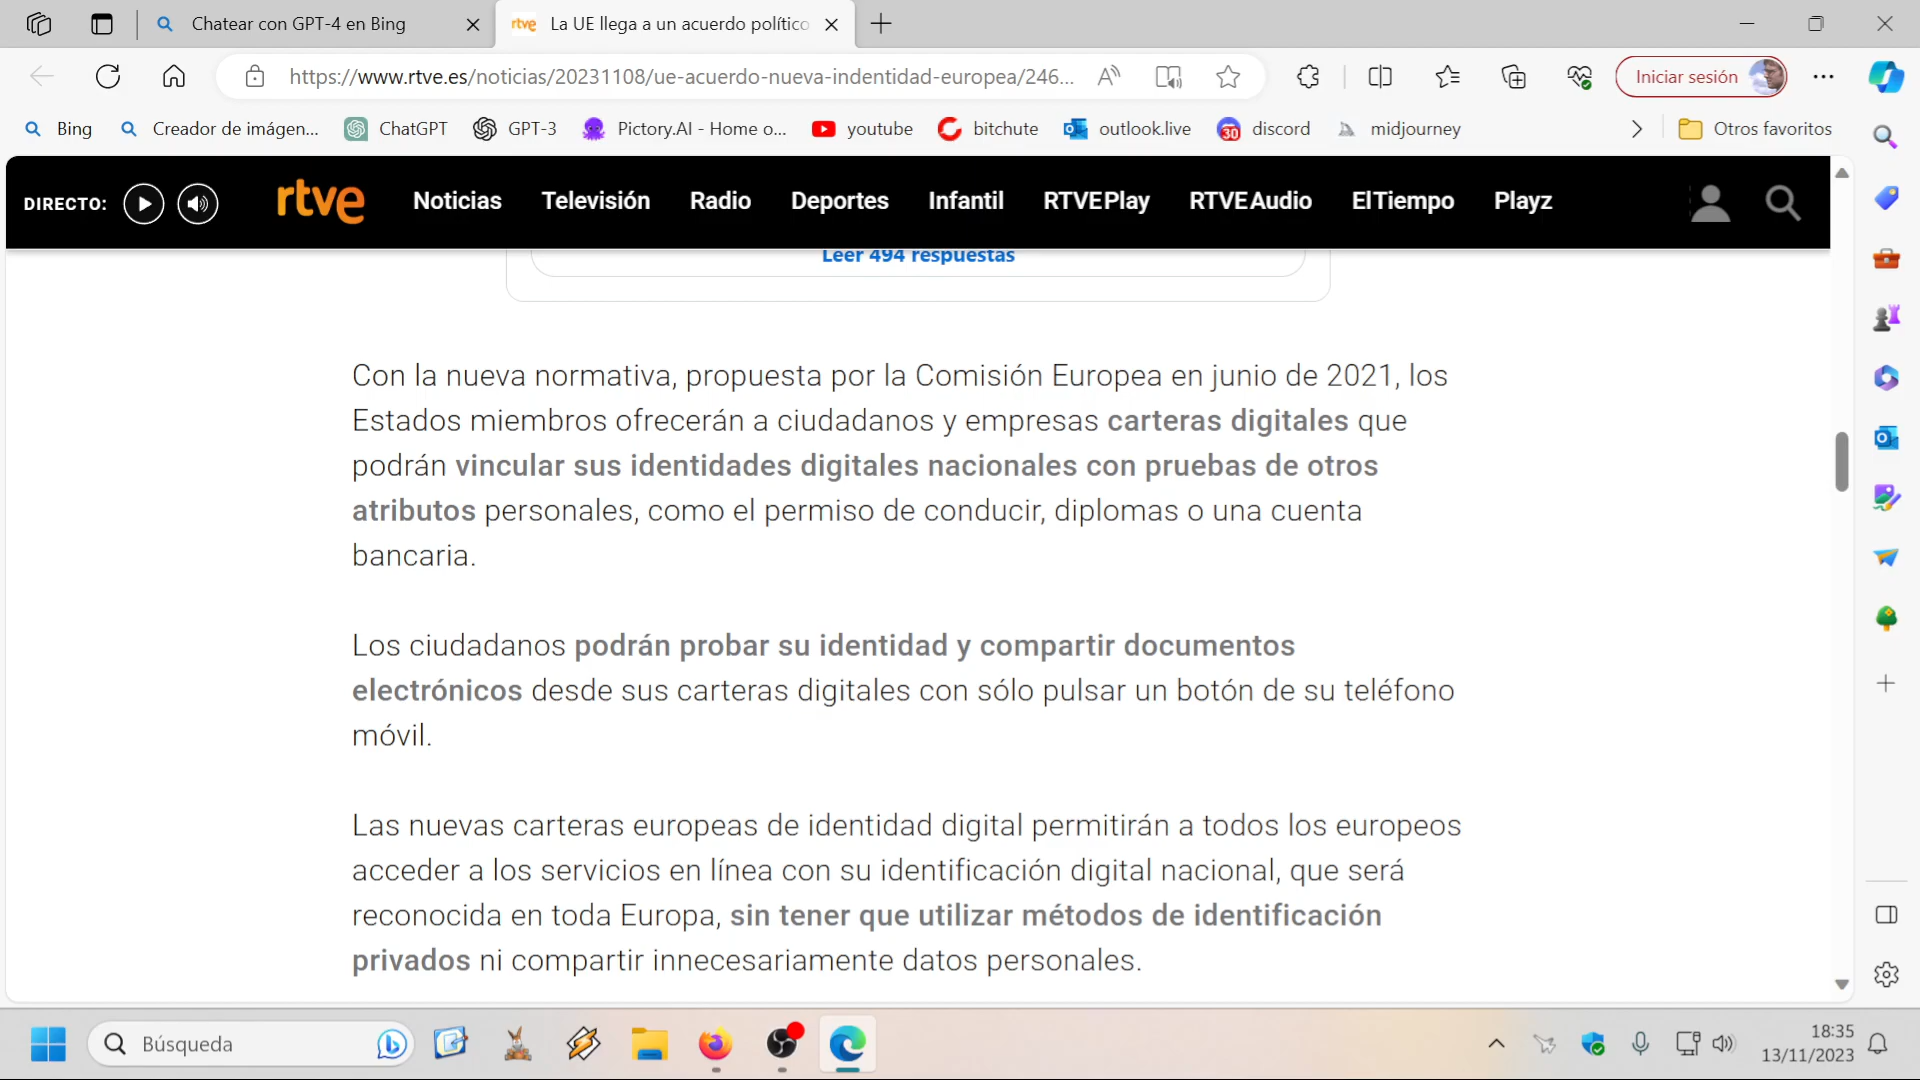 Chatear con GPT-4 en Bing
rtve La UE llega a un acuerdo político
https://www.rtve.es/noticias/20231108/ue-acuerdo-nueva-indentidad-europea/246...
Iniciar sesión
Bing
Creador de imágen...
ChatGPT
GPT-3
Pictory.AI - Home o...
youtube
bitchute
outlook.live
30
discord
midjourney
Otros favoritos
DIRECTO:
rtve
Noticias
Televisión
Radio
Deportes
Infantil
RTVEPlay
RTVEAudio
ElTiempo
Playz
Leer 494 respuestas
Con la nueva normativa, propuesta por la Comisión Europea en junio de 2021, los
Estados miembros ofrecerán a ciudadanos y empresas carteras digitales que
podrán vincular sus identidades digitales nacionales con pruebas de otros
atributos personales, como el permiso de conducir, diplomas o una cuenta
bancaria.
Los ciudadanos podrán probar su identidad y compartir documentos
electrónicos desde sus carteras digitales con sólo pulsar un botón de su teléfono
móvil.
Las nuevas carteras europeas de identidad digital permitirán a todos los europeos
acceder a los servicios en línea con su identificación digital nacional, que será
reconocida en toda Europa, sin tener que utilizar métodos de identificación
privados ni compartir innecesariamente datos personales.
Búsqueda
18:35
13/11/2023